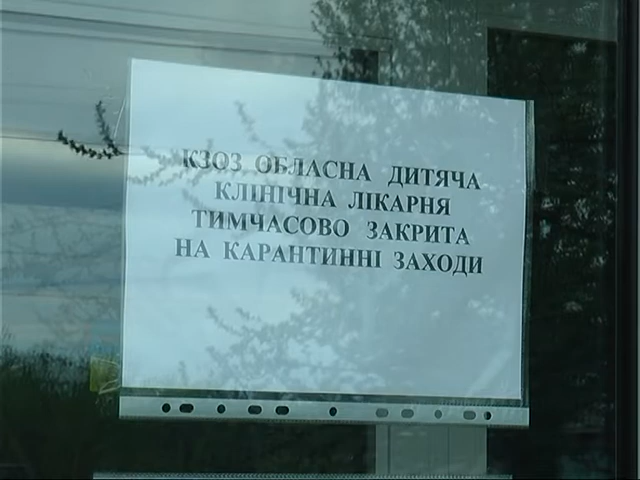 КЗОЗ ОБЛАСНА ДИТЯЧА
КЛІНІЧНА ЛІКАРНЯ
ТИМЧАСОВО ЗАКРИТА
НА КАРАНТИННІ ЗАХОДИ